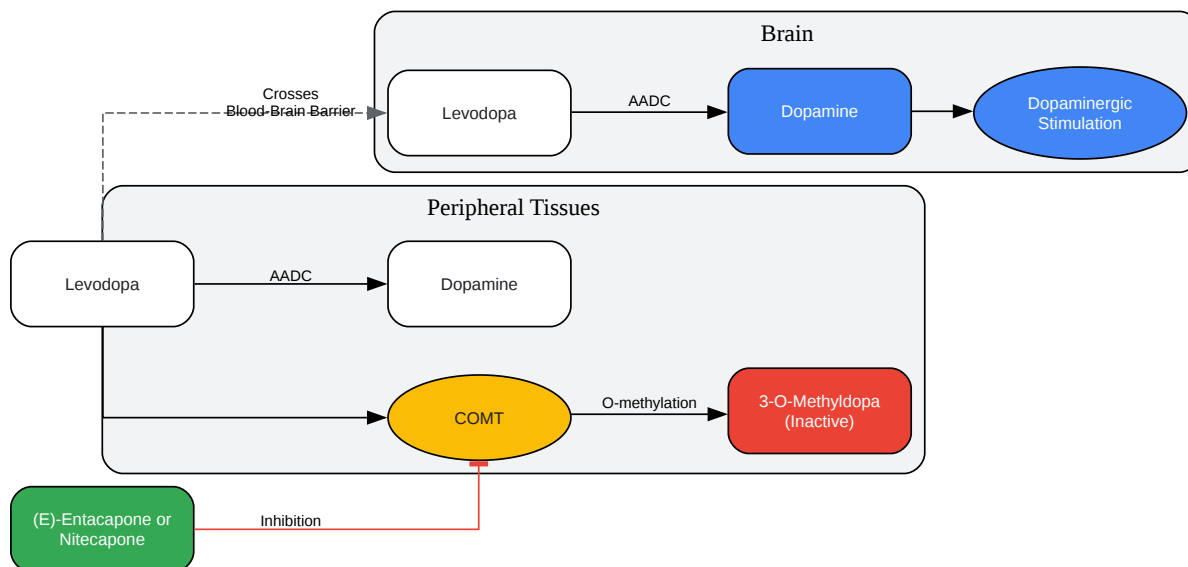 Brain
Crosses
Blood-Brain Barrier
Levodopa
AADC
Dopamine
Dopaminergic
Stimulation
Peripheral Tissues
Levodopa
AADC
Dopamine
COMT
O-methylation
3-O-Methyldopa
(Inactive)
(E)-Entacapone or
Nitecapone
Inhibition